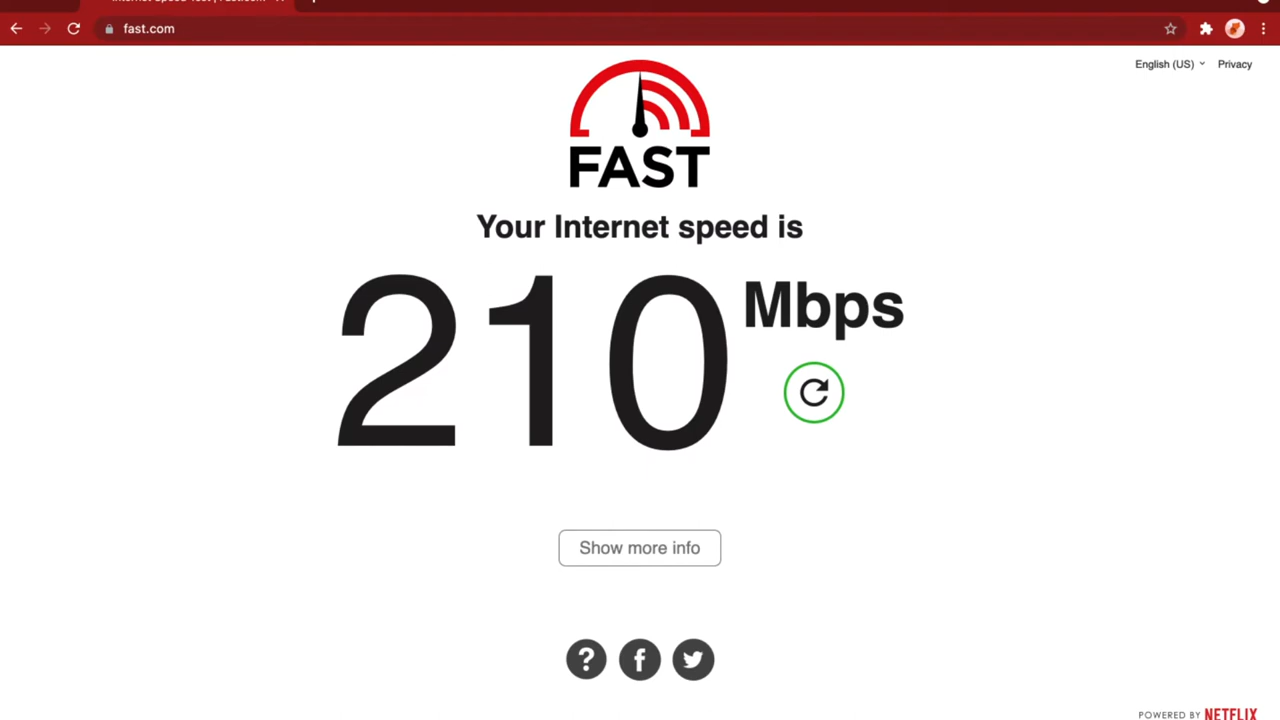 fast.com
English (US) Privacy
FAST
Your Internet speed is
210 Mbps
Show more info
?
f
POWERED BY NETFLIX